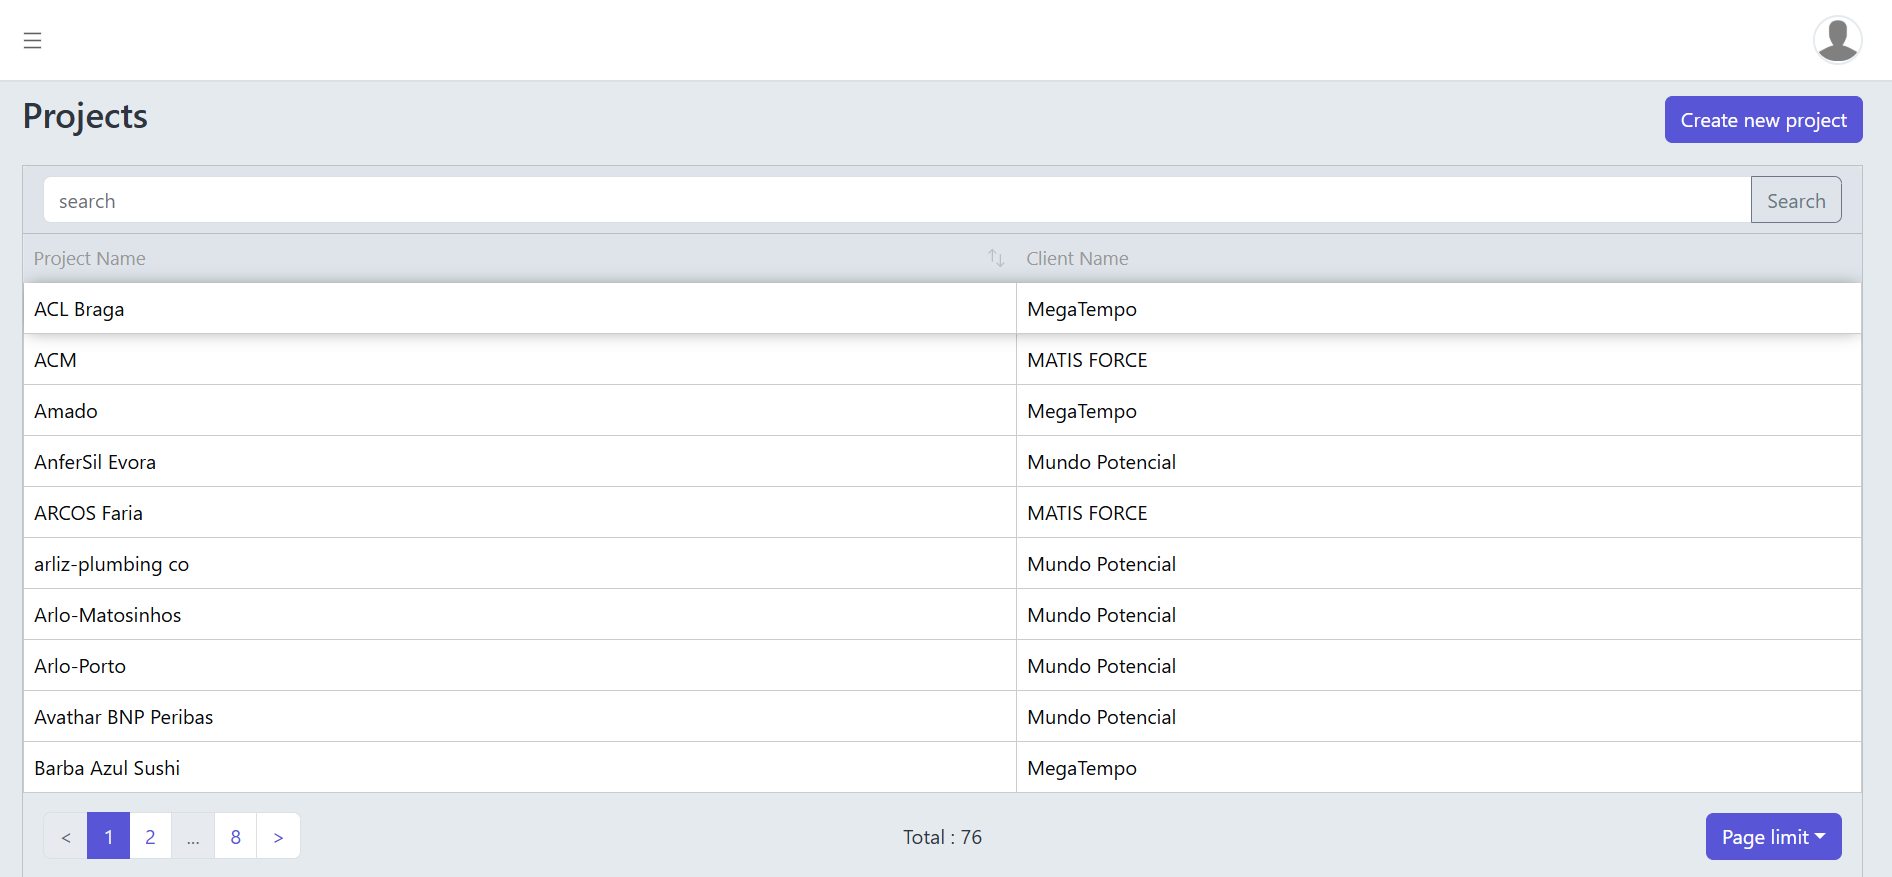 Projects
Create new project
search
Search
Project Name Client Name
ACL Braga MegaTempo
ACM MATIS FORCE
Amado MegaTempo
AnferSil Evora Mundo Potencial
ARCOS Faria MATIS FORCE
arliz-plumbing co Mundo Potencial
Arlo-Matosinhos Mundo Potencial
Arlo-Porto Mundo Potencial
Avathar BNP Peribas Mundo Potencial
Barba Azul Sushi MegaTempo
< 1 2 ... 8 > Total : 76 Page limit